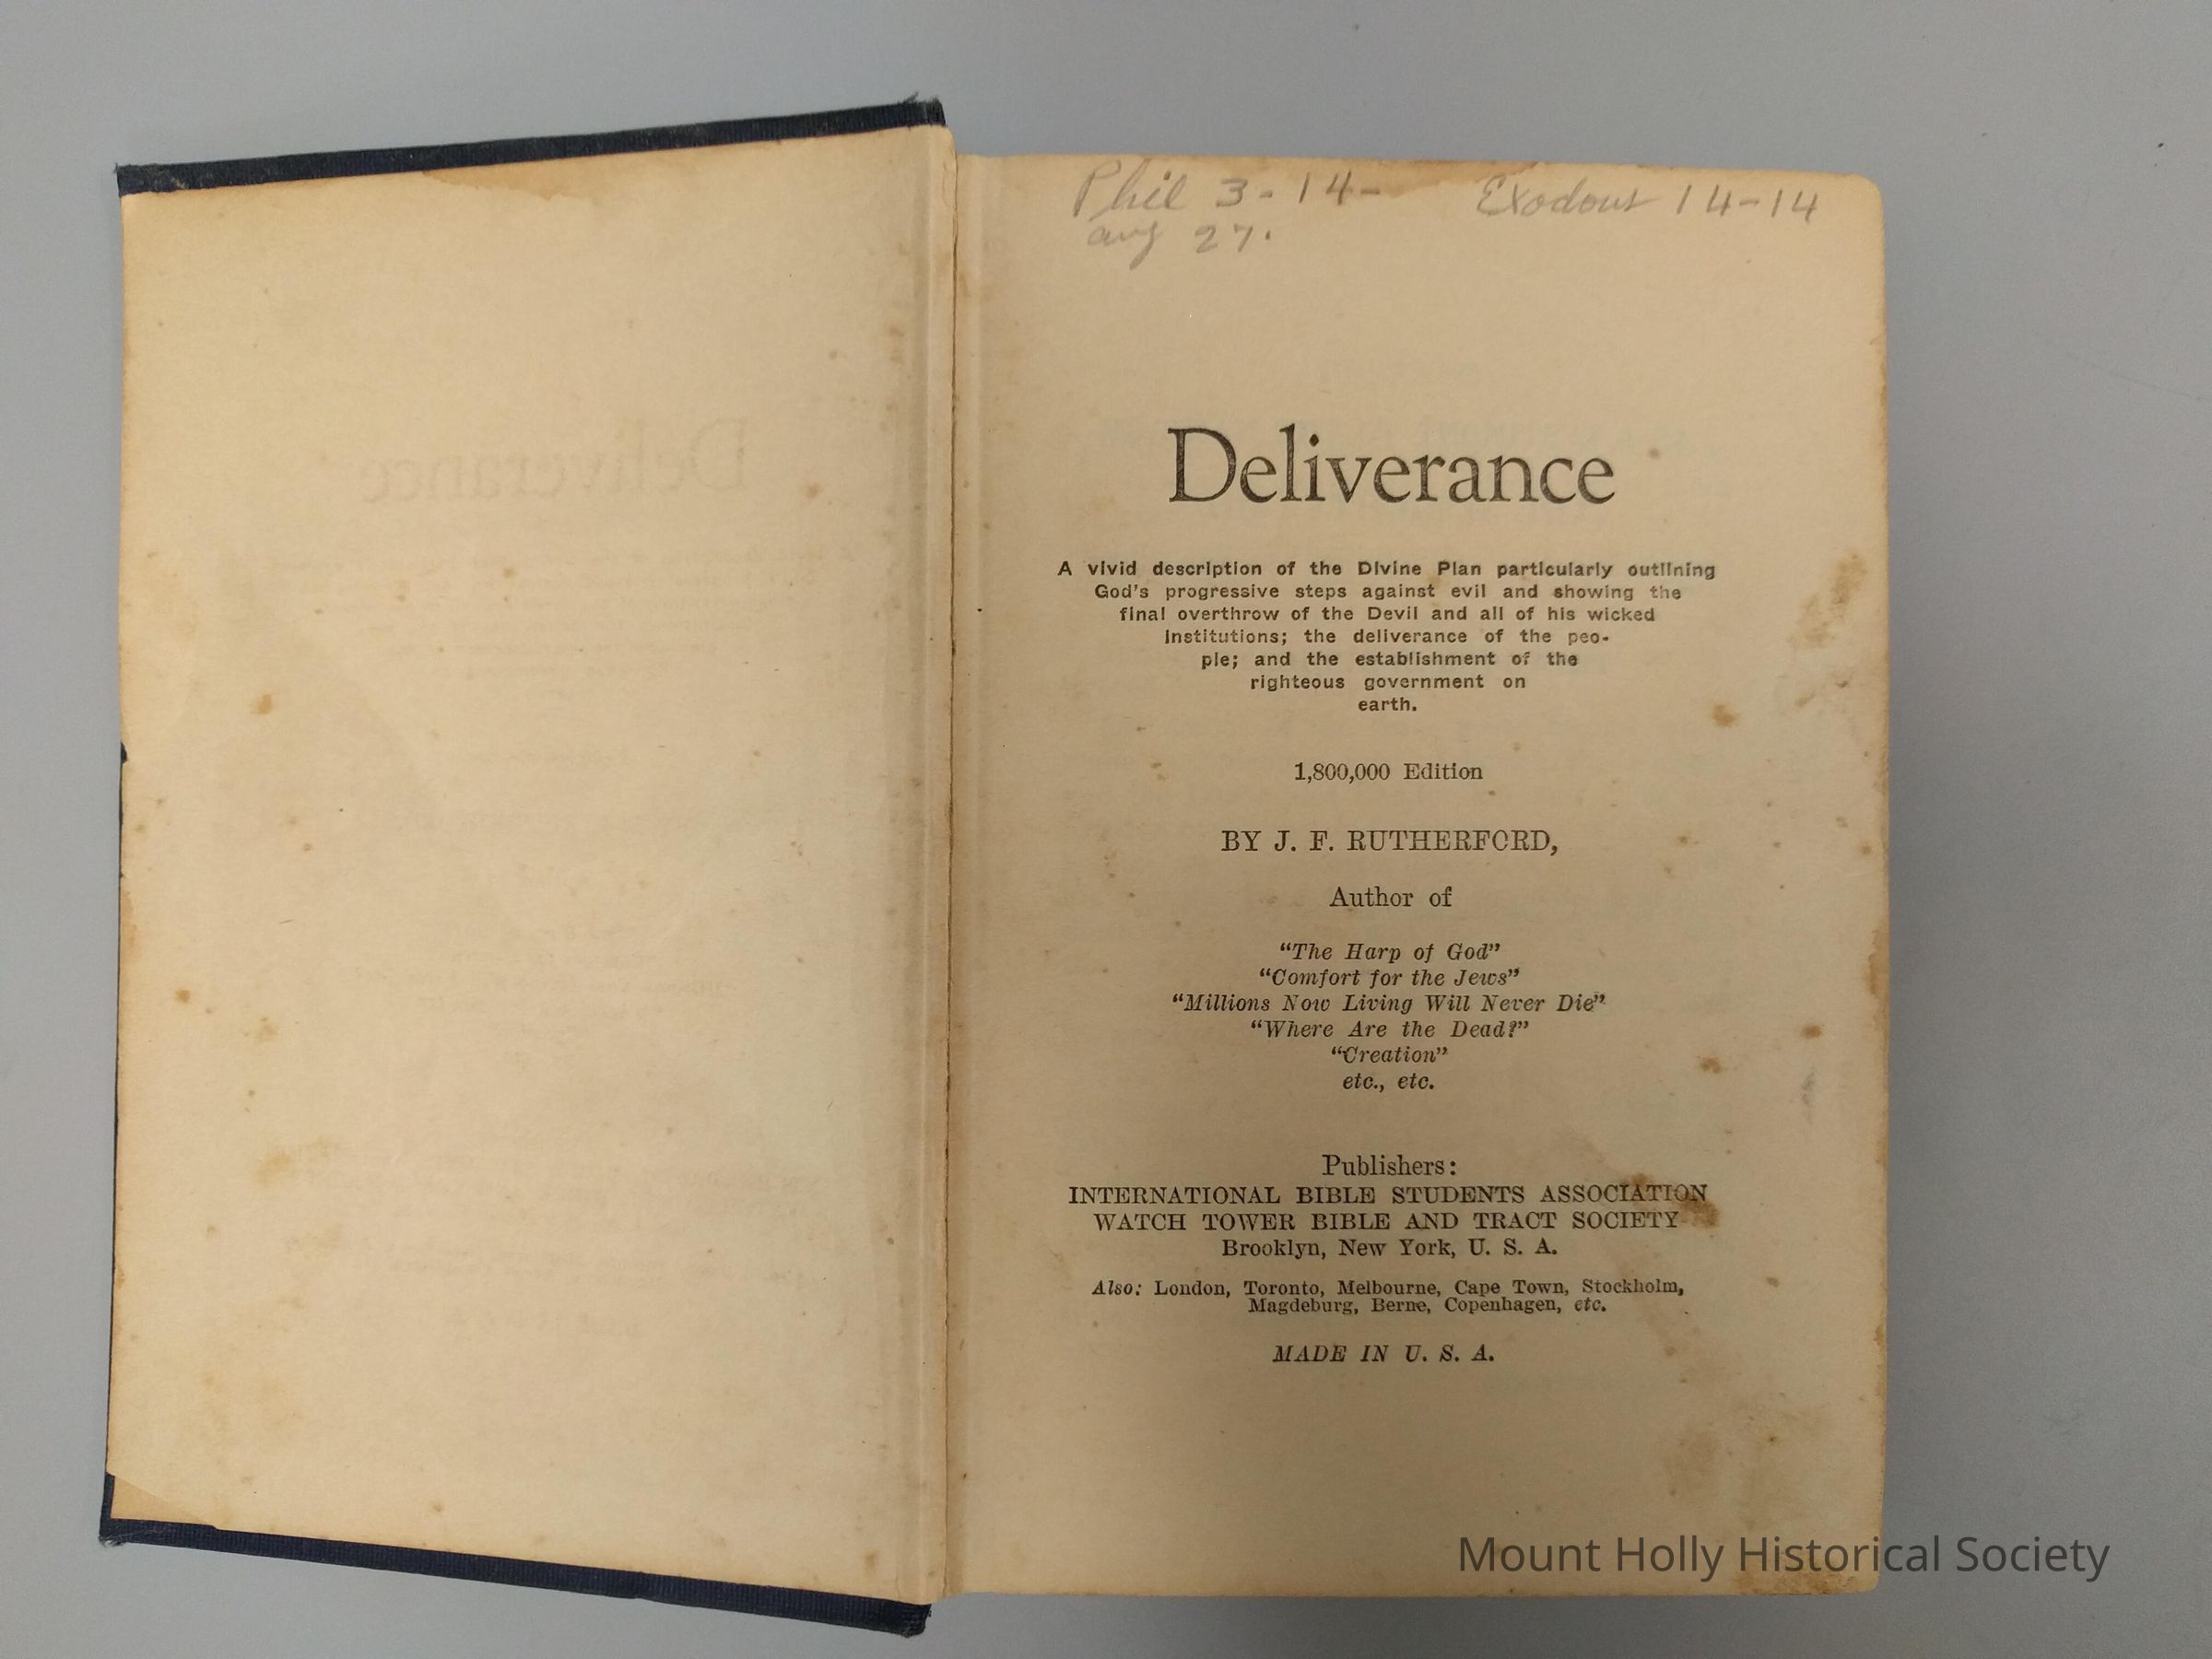 Phil 3-14- Exodous 14-14
aug 27.
Deliverance
A vivid description of the Divine Plan particularly outlining
God's progressive steps against evil and showing the
final overthrow of the Devil and all of his wicked
institutions; the deliverance of the peo-
ple; and the establishment of the
righteous government on
earth.
1,800,000 Edition
BY J. F. RUTHERFORD,
Author of
“The Harp of God”
“Comfort for the Jews”
“Millions Now Living Will Never Die”
“Where Are the Dead?”
“Creation”
etc., etc.
Publishers:
INTERNATIONAL BIBLE STUDENTS ASSOCIATION
WATCH TOWER BIBLE AND TRACT SOCIETY
Brooklyn, New York, U. S. A.
Also: London, Toronto, Melbourne, Cape Town, Stockholm,
Magdeburg, Berne, Copenhagen, etc.
MADE IN U. S. A.
Mount Holly Historical Society